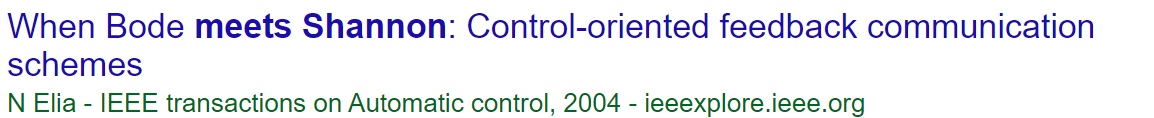 When Bode meets Shannon: Control-oriented feedback communication
schemes
N Elia - IEEE transactions on Automatic control, 2004 - ieeexplore.ieee.org